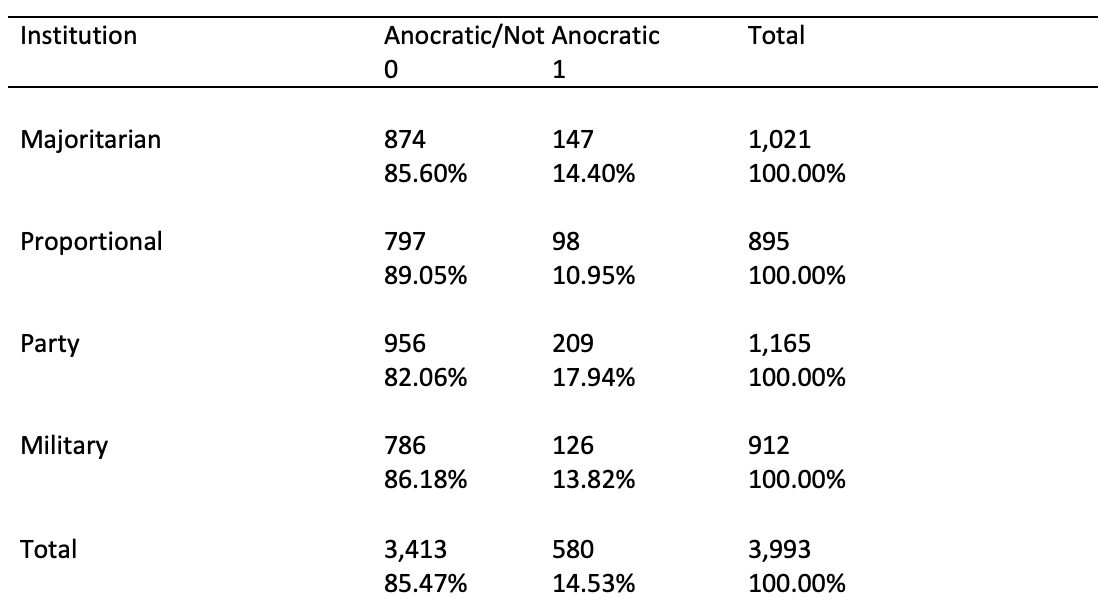 Institution Anocratic/Not Anocratic Total
0 1
Majoritarian 874 147 1,021
85.60% 14.40% 100.00%
Proportional 797 98 895
89.05% 10.95% 100.00%
Party 956 209 1,165
82.06% 17.94% 100.00%
Military 786 126 912
86.18% 13.82% 100.00%
Total 3,413 580 3,993
85.47% 14.53% 100.00%